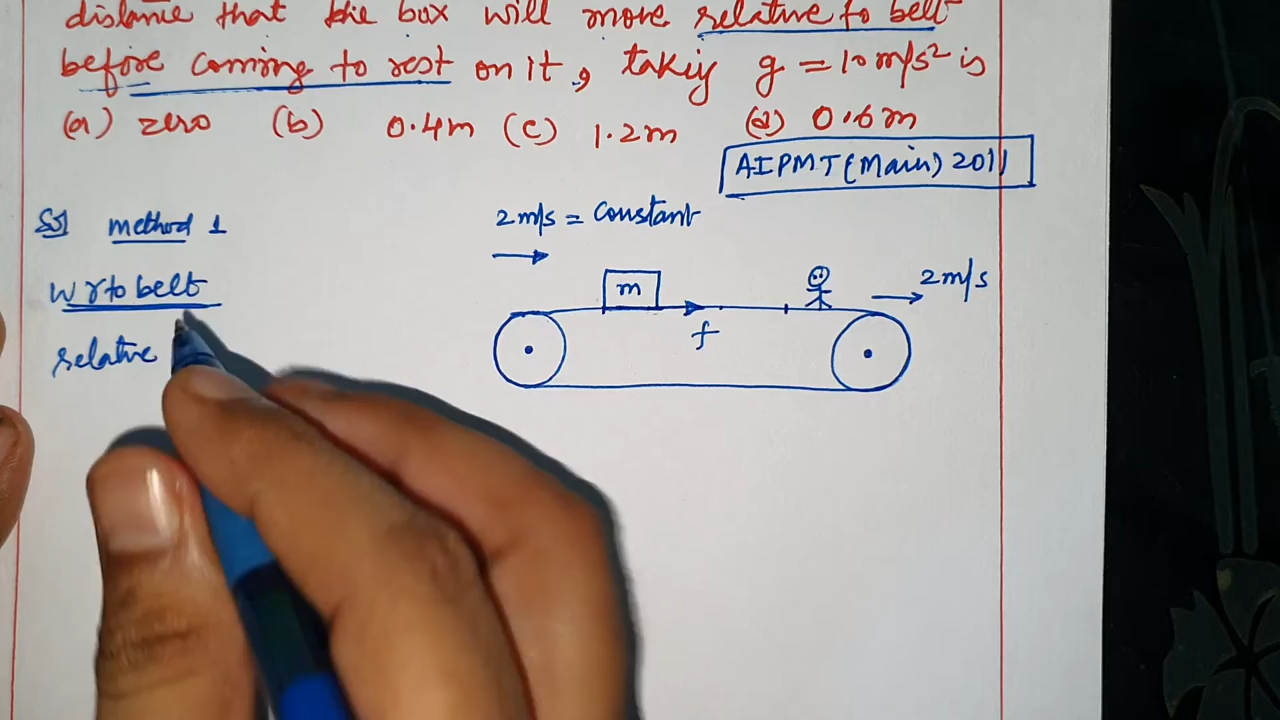 distance that the box will move relative to belt
before coming to rest on it, taking g = 10 m/s² is
(a) zero (b) 0.4m (c) 1.2m (d) 0.6m
AIPMT (Main) 2011
Sol method 1
2m/s = constant
w r to belt
m
2m/s
f
relative